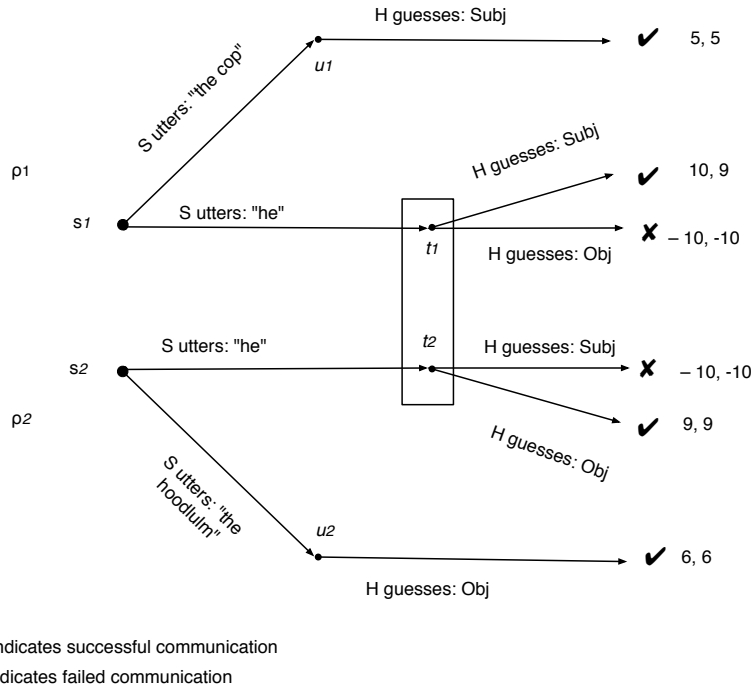 H guesses: Subj
✔ 5, 5
u1
S utters: "the cop"
H guesses: Subj
✔ 10, 9
ρ1
s1
S utters: "he"
t1
✘ – 10, -10
H guesses: Obj
s2
S utters: "he"
t2
H guesses: Subj
✘ – 10, -10
ρ2
✔ 9, 9
H guesses: Obj
S utters: "the
hoodlulm"
u2
✔ 6, 6
H guesses: Obj
ndicates successful communication
dicates failed communication